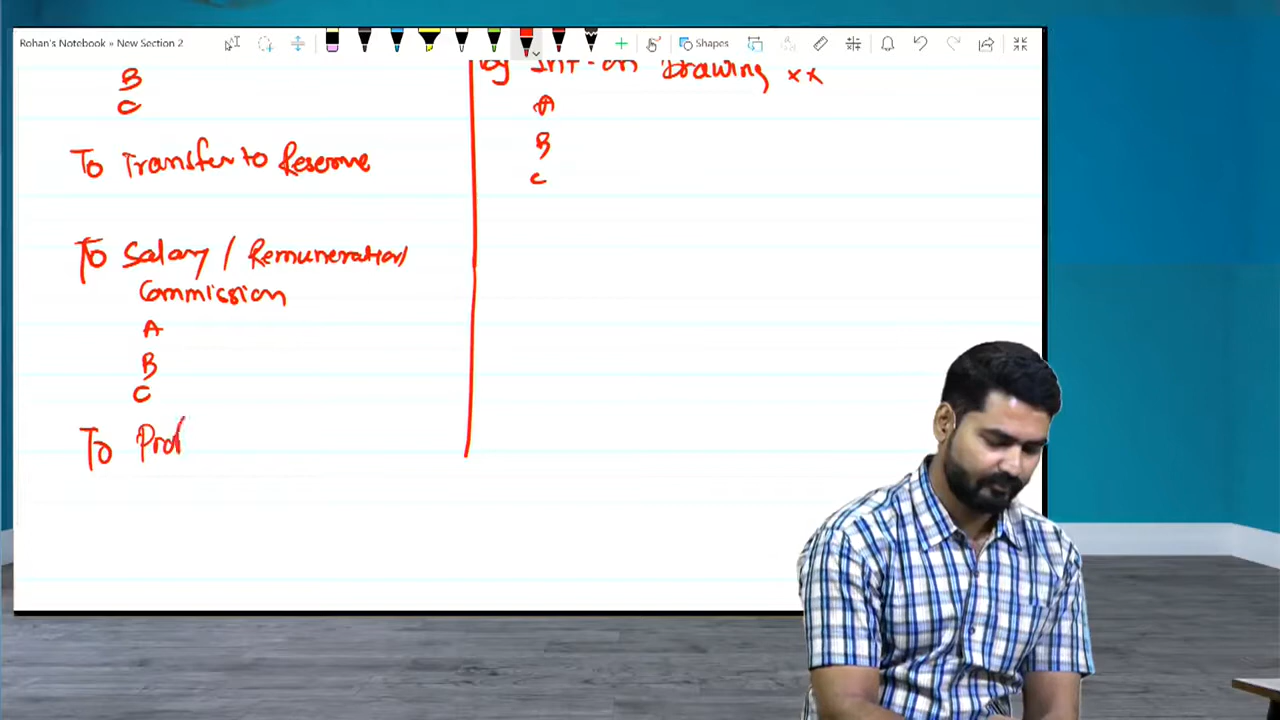 Rohan's Notebook » New Section 2
Shapes
B
C
To Transfer to Reserve
To Salary / Remuneration/
Commission
A
B
C
To Prof
By Int. on Drawing xx
A
B
C